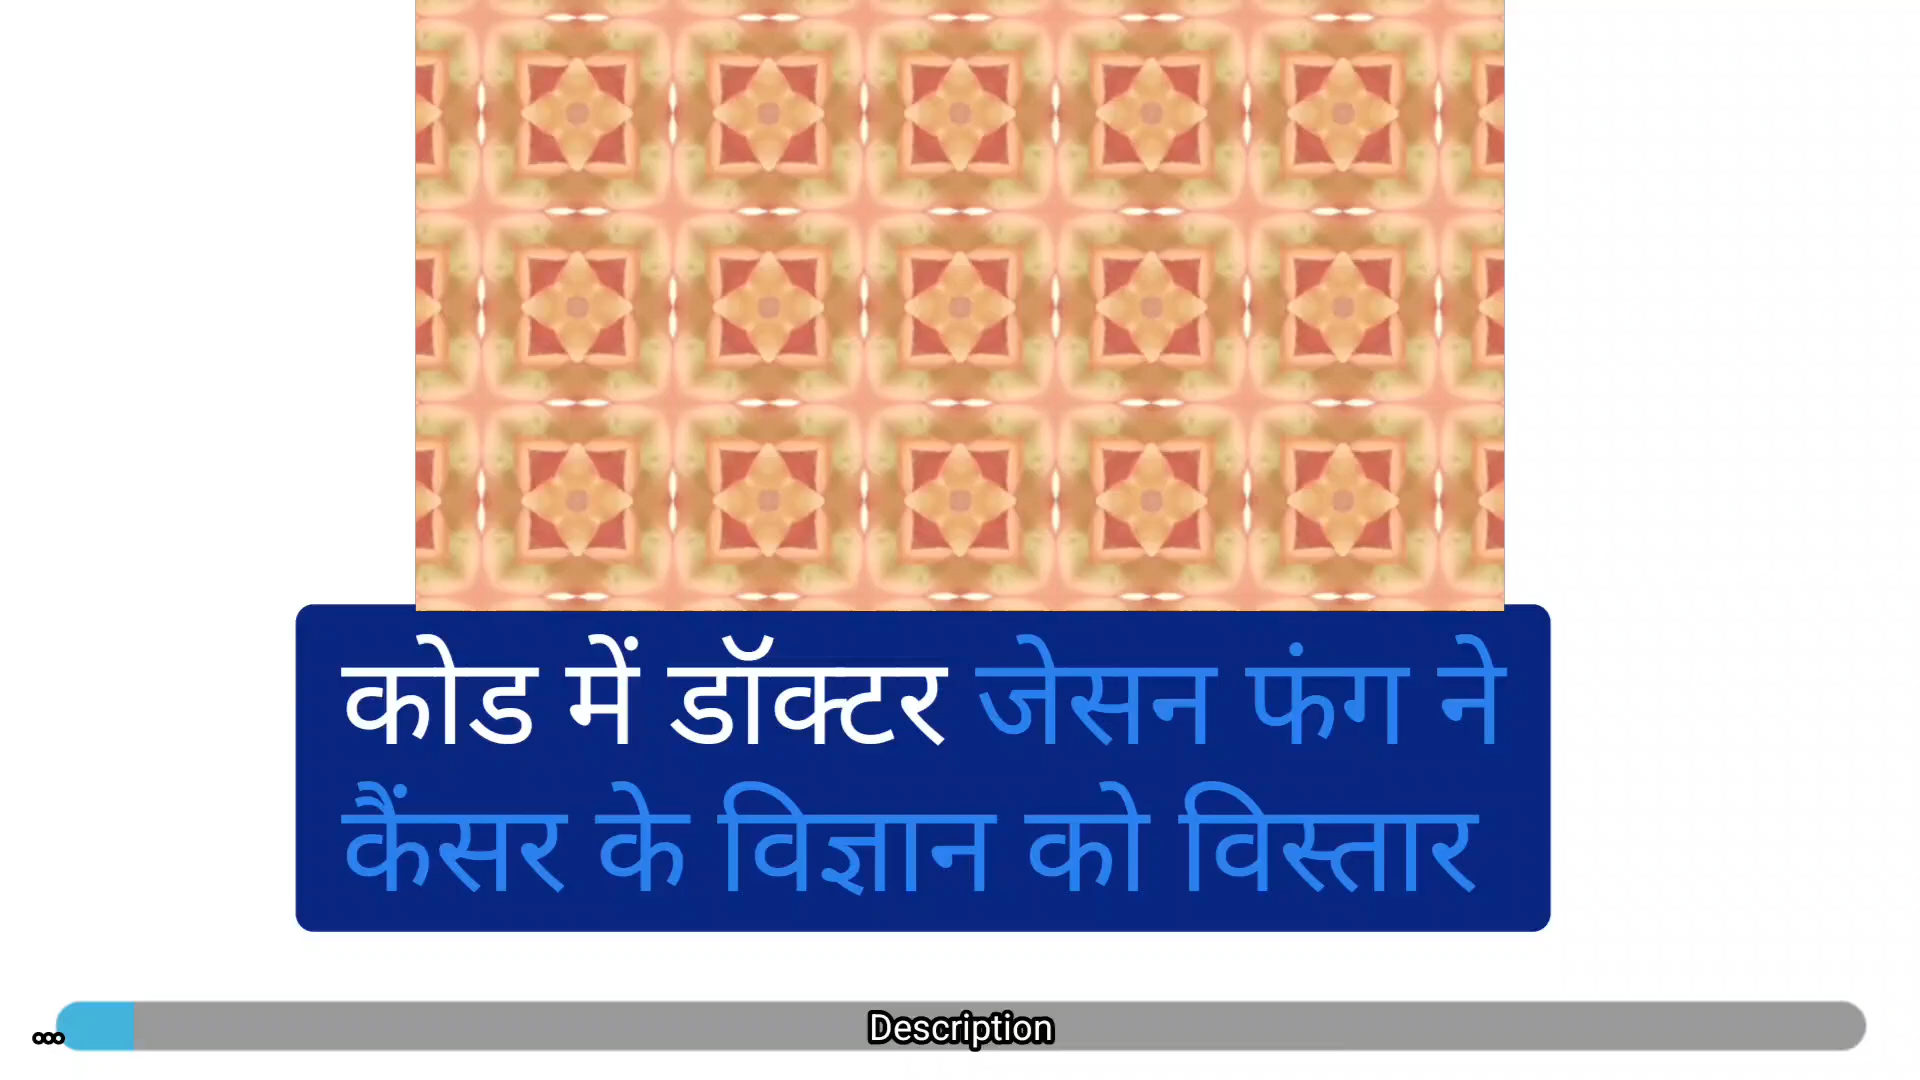 कोड में डॉक्टर जेसन फंग ने
कैंसर के विज्ञान को विस्तार
Description